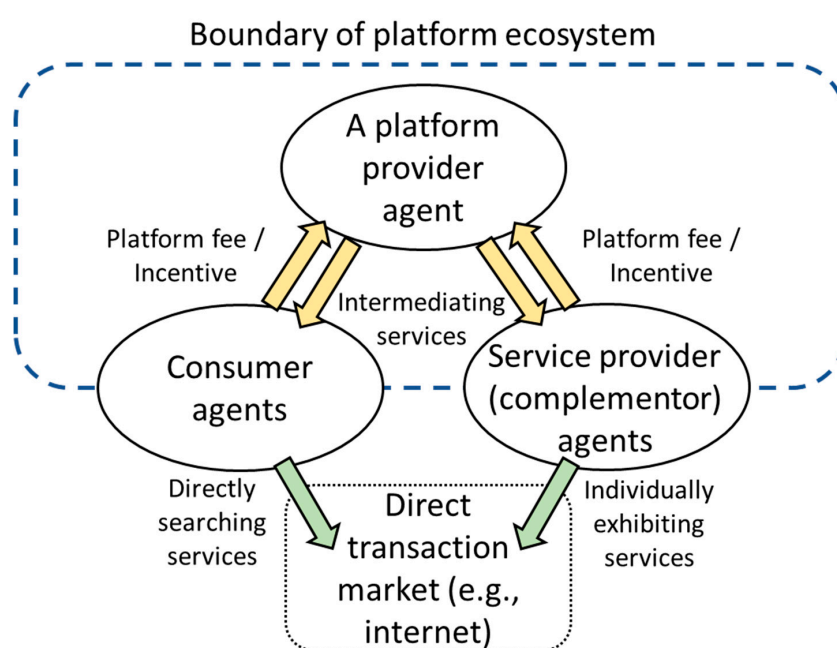 Boundary of platform ecosystem
A platform
provider
agent
Platform fee /
Incentive
Platform fee /
Incentive
Intermediating
services
Consumer
agents
Service provider
(complementor)
agents
Directly
searching
services
Direct
transaction
market (e.g.,
internet)
Individually
exhibiting
services